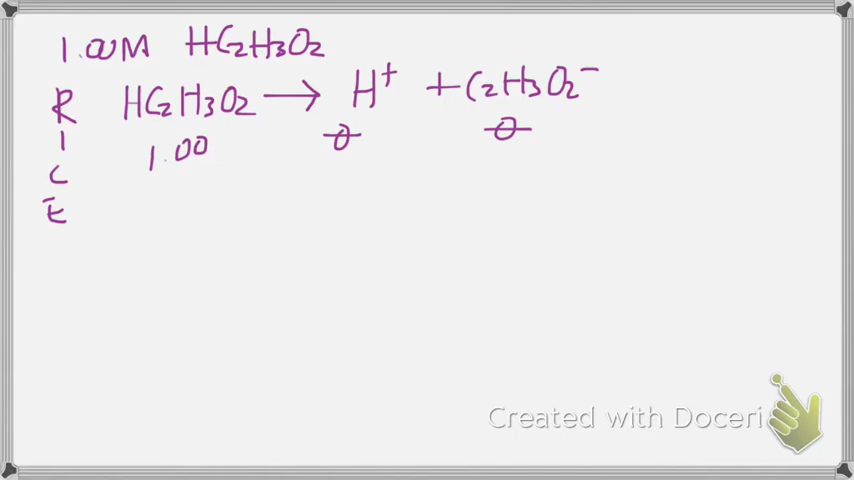 1.00M HC₂H₃O₂
R HC₂H₃O₂ → H⁺ + C₂H₃O₂⁻
I 1.00 0 0
C
E
Created with Doceri